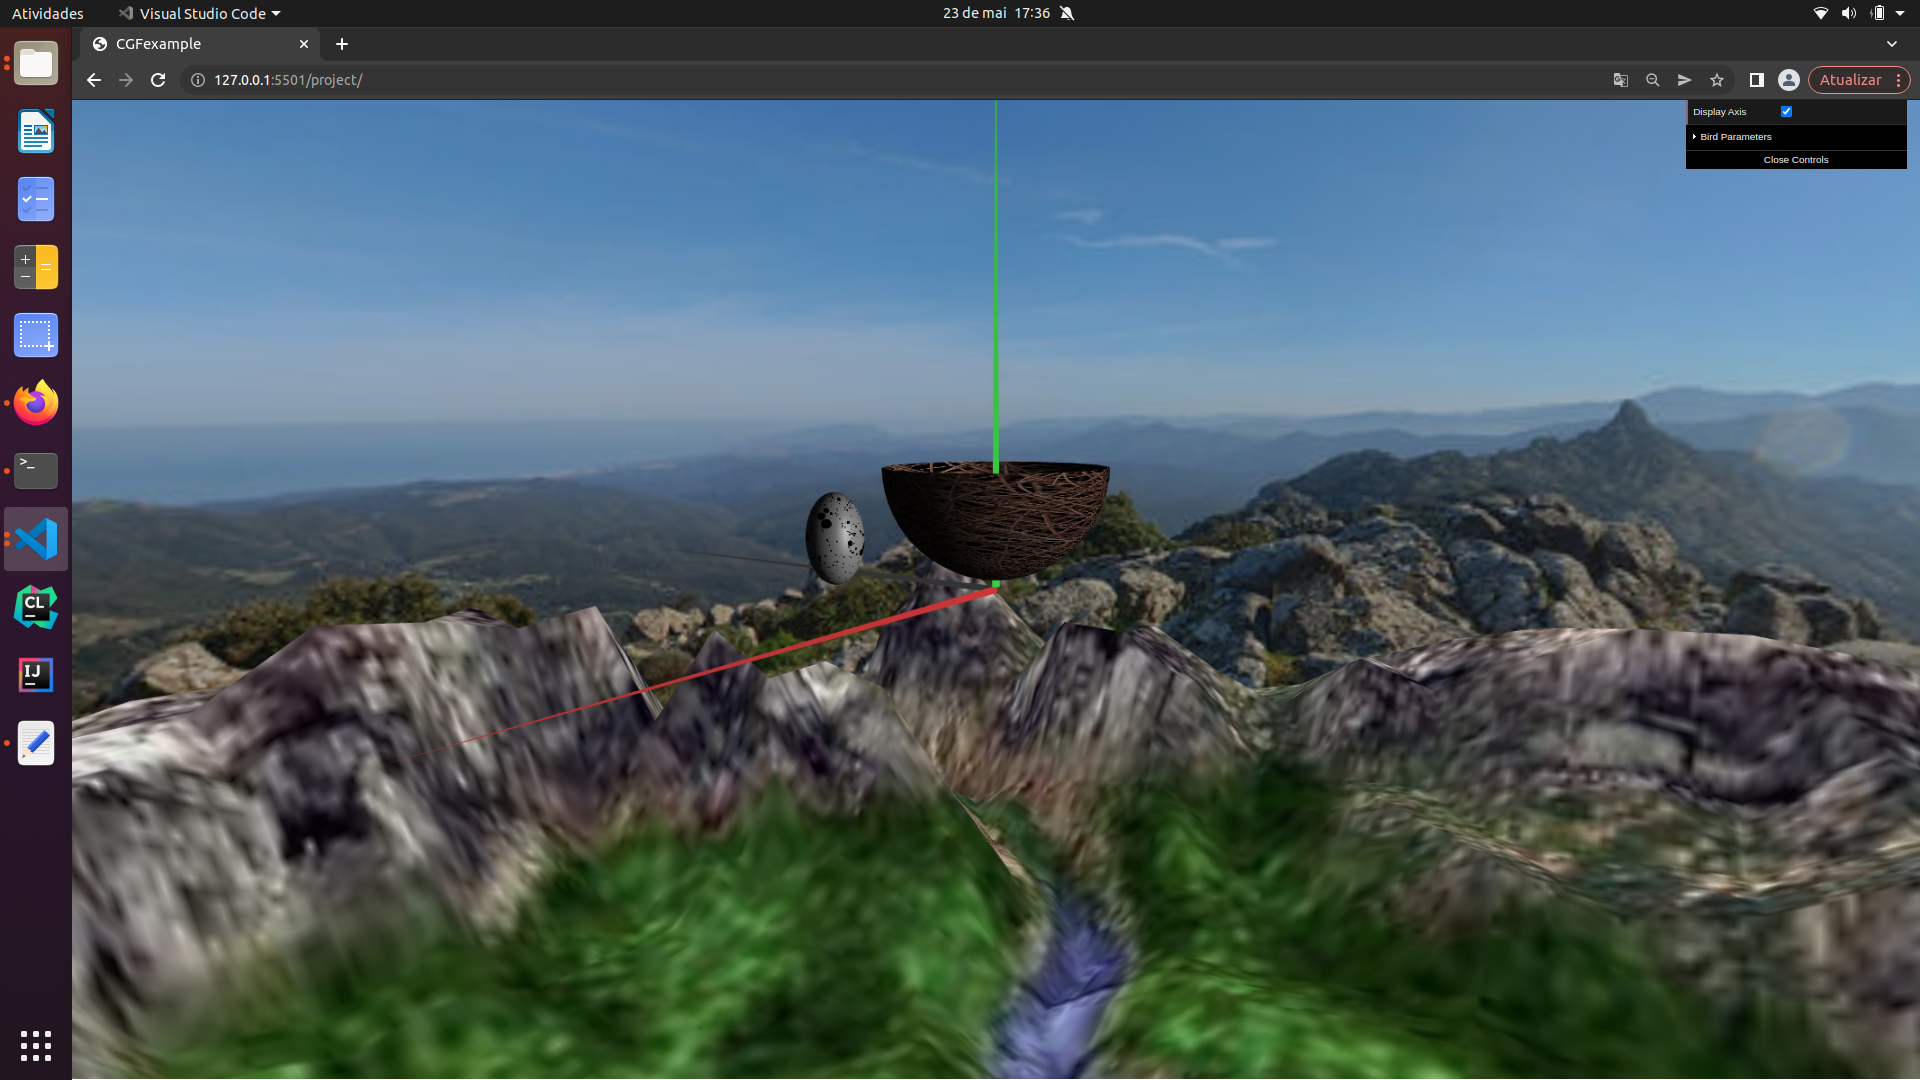 Atividades
Visual Studio Code
23 de mai 17:36
CGFexample
127.0.0.1:5501/project/
Atualizar
Display Axis
Bird Parameters
Close Controls
+
−
=
>_
CL
IJ